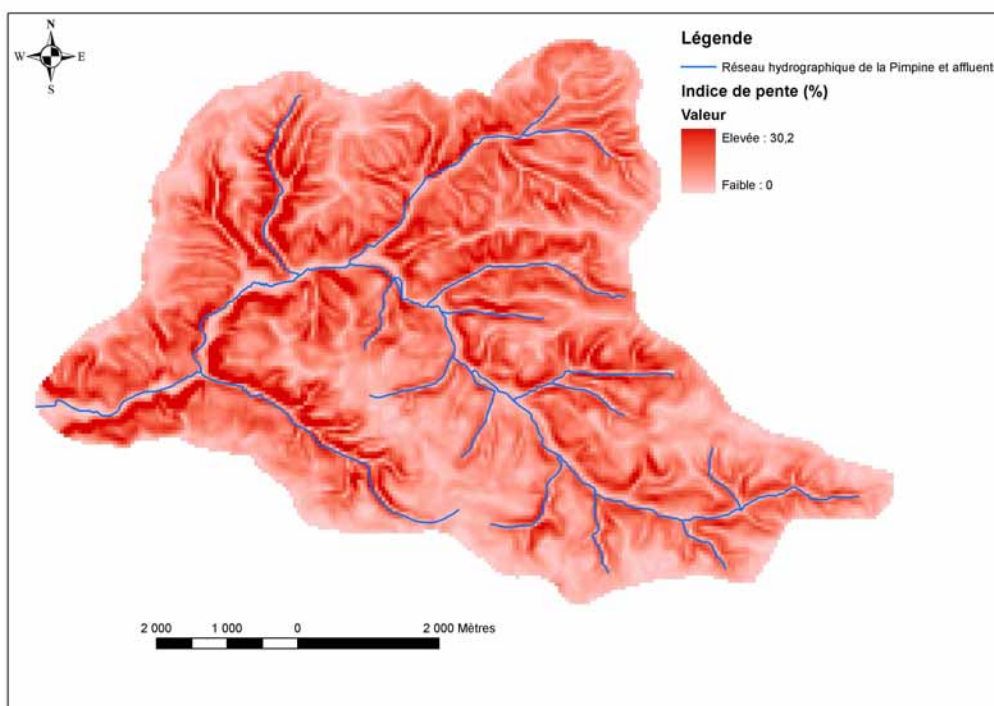 N
W E
S
Légende
Réseau hydrographique de la Pimpine et affluents
Indice de pente (%)
Valeur
Elevée : 30,2
Faible : 0
2 000 1 000 0 2 000 Mètres